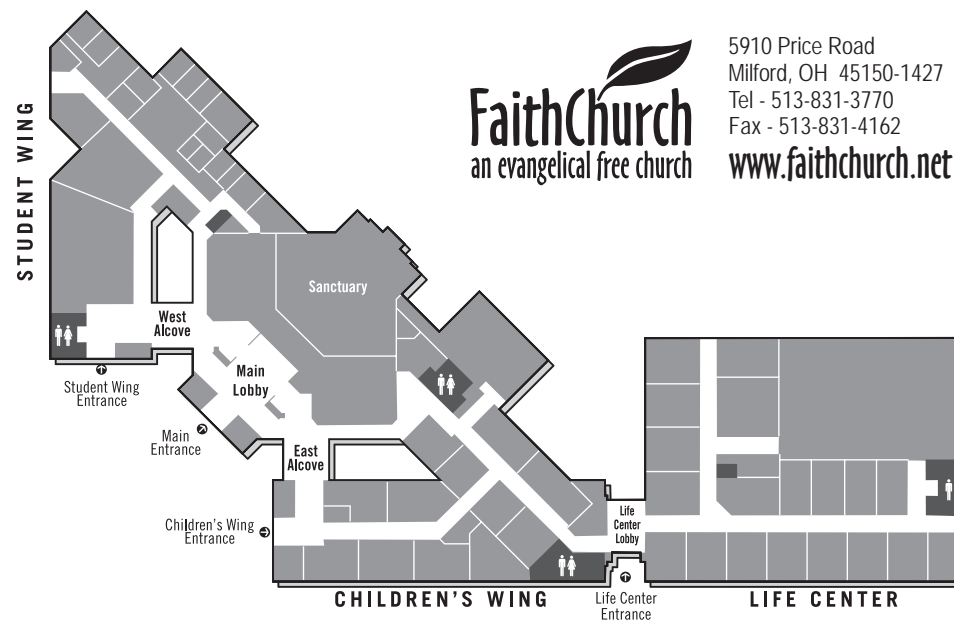 5910 Price Road
Milford, OH 45150-1427
Tel - 513-831-3770
Fax - 513-831-4162
www.faithchurch.net
FaithChurch
an evangelical free church
STUDENT WING
Sanctuary
West
Alcove
Main
Lobby
Student Wing
Entrance
Main
Entrance
East
Alcove
Children's Wing
Entrance
Life
Center
Lobby
CHILDREN'S WING
Life Center
Entrance
LIFE CENTER